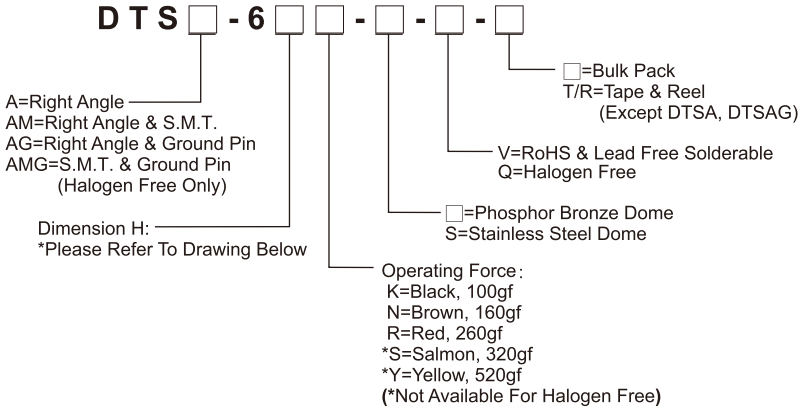 DTS□-6□□-□-□-□
A=Right Angle
AM=Right Angle & S.M.T.
AG=Right Angle & Ground Pin
AMG=S.M.T. & Ground Pin
(Halogen Free Only)
Dimension H:
*Please Refer To Drawing Below
□=Bulk Pack
T/R=Tape & Reel
(Except DTSA, DTSAG)
V=RoHS & Lead Free Solderable
Q=Halogen Free
□=Phosphor Bronze Dome
S=Stainless Steel Dome
Operating Force:
K=Black, 100gf
N=Brown, 160gf
R=Red, 260gf
*S=Salmon, 320gf
*Y=Yellow, 520gf
(*Not Available For Halogen Free)